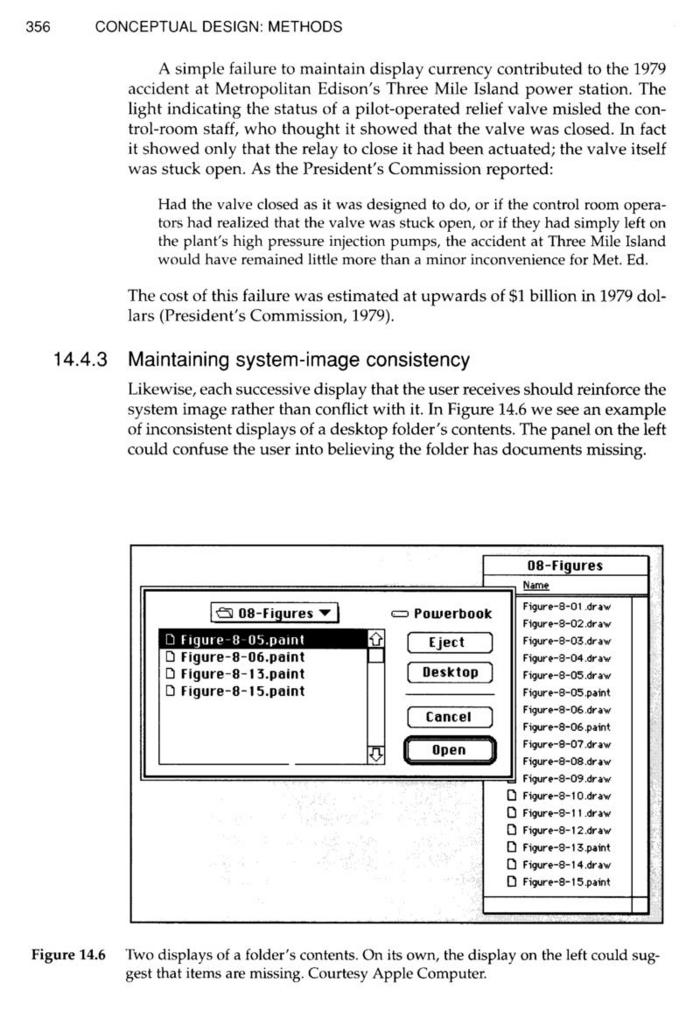 356 CONCEPTUAL DESIGN: METHODS
A simple failure to maintain display currency contributed to the 1979
accident at Metropolitan Edison's Three Mile Island power station. The
light indicating the status of a pilot-operated relief valve misled the con-
trol-room staff, who thought it showed that the valve was closed. In fact
it showed only that the relay to close it had been actuated; the valve itself
was stuck open. As the President's Commission reported:
Had the valve closed as it was designed to do, or if the control room opera-
tors had realized that the valve was stuck open, or if they had simply left on
the plant's high pressure injection pumps, the accident at Three Mile Island
would have remained little more than a minor inconvenience for Met. Ed.
The cost of this failure was estimated at upwards of $1 billion in 1979 dol-
lars (President's Commission, 1979).
14.4.3 Maintaining system-image consistency
Likewise, each successive display that the user receives should reinforce the
system image rather than conflict with it. In Figure 14.6 we see an example
of inconsistent displays of a desktop folder's contents. The panel on the left
could confuse the user into believing the folder has documents missing.
08-Figures
Powerbook
Figure-8-05.paint
Figure-8-06.paint
Figure-8-13.paint
Figure-8-15.paint
Eject
Desktop
Cancel
Open
08-Figures
Name
Figure-8-01.draw
Figure-8-02.draw
Figure-8-03.draw
Figure-8-04.draw
Figure-8-05.draw
Figure-8-05.paint
Figure-8-06.draw
Figure-8-06.paint
Figure-8-07.draw
Figure-8-08.draw
Figure-8-09.draw
Figure-8-10.draw
Figure-8-11.draw
Figure-8-12.draw
Figure-8-13.paint
Figure-8-14.draw
Figure-8-15.paint
Figure 14.6 Two displays of a folder's contents. On its own, the display on the left could sug-
gest that items are missing. Courtesy Apple Computer.